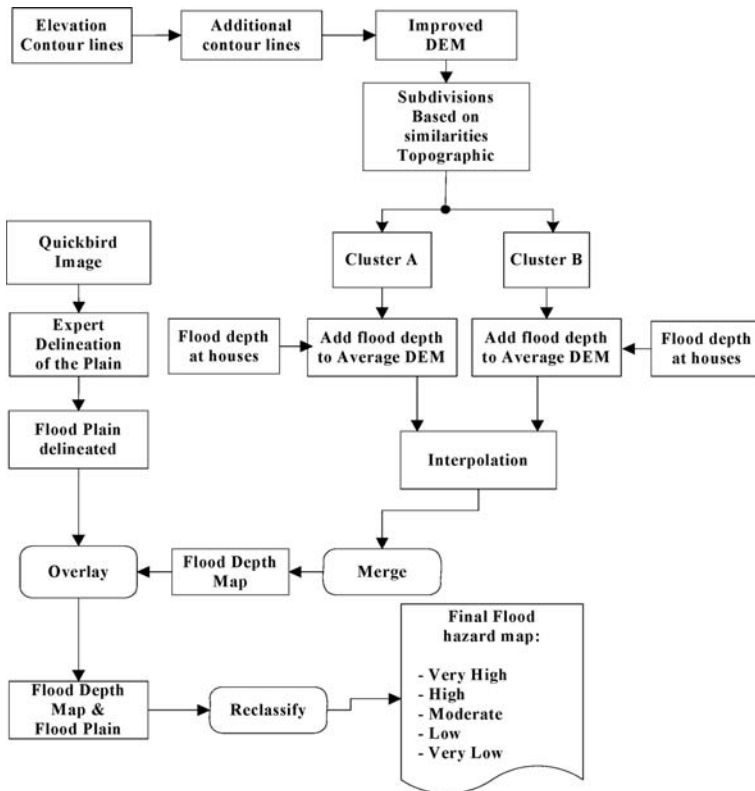 Elevation
Contour lines
Additional
contour lines
Improved
DEM
Subdivisions
Based on
similarities
Topographic
Quickbird
Image
Cluster A
Cluster B
Expert
Delineation
of the Plain
Flood depth
at houses
Add flood depth
to Average DEM
Add flood depth
to Average DEM
Flood depth
at houses
Flood Plain
delineated
Interpolation
Overlay
Flood Depth
Map
Merge
Final Flood
hazard map:
- Very High
- High
- Moderate
- Low
- Very Low
Flood Depth
Map &
Flood Plain
Reclassify